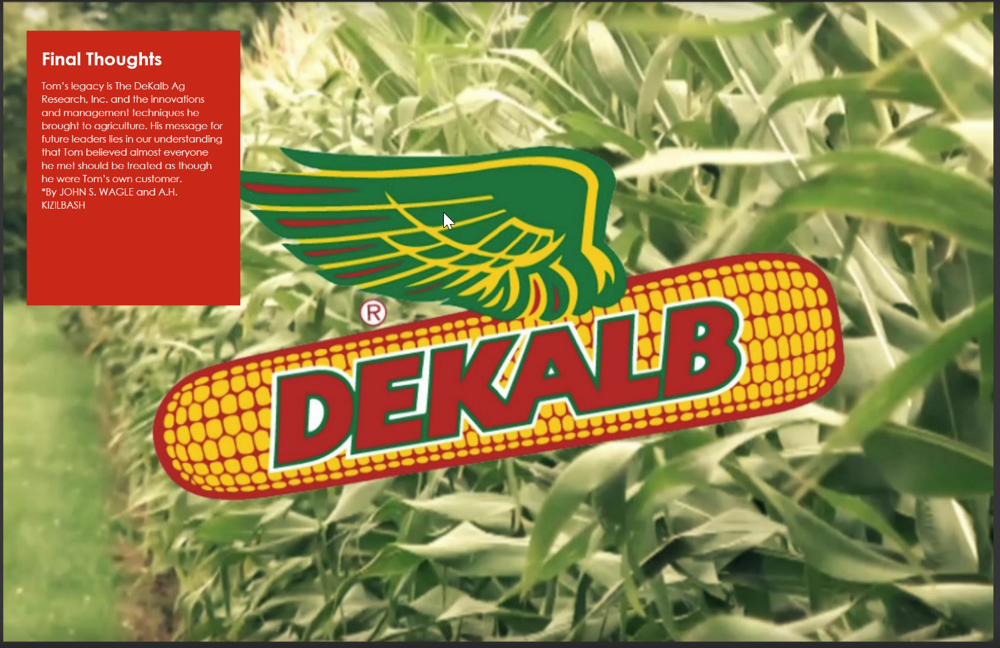 Final Thoughts
Tom’s legacy is The DeKalb Ag
Research, Inc. and the innovations
and management techniques he
brought to agriculture. His message for
future leaders lies in our understanding
that Tom believed almost everyone
he met should be treated as though
he were Tom’s own customer.
*By JOHN S. WAGLE and A.H.
KIZILBASH
®
DEKALB